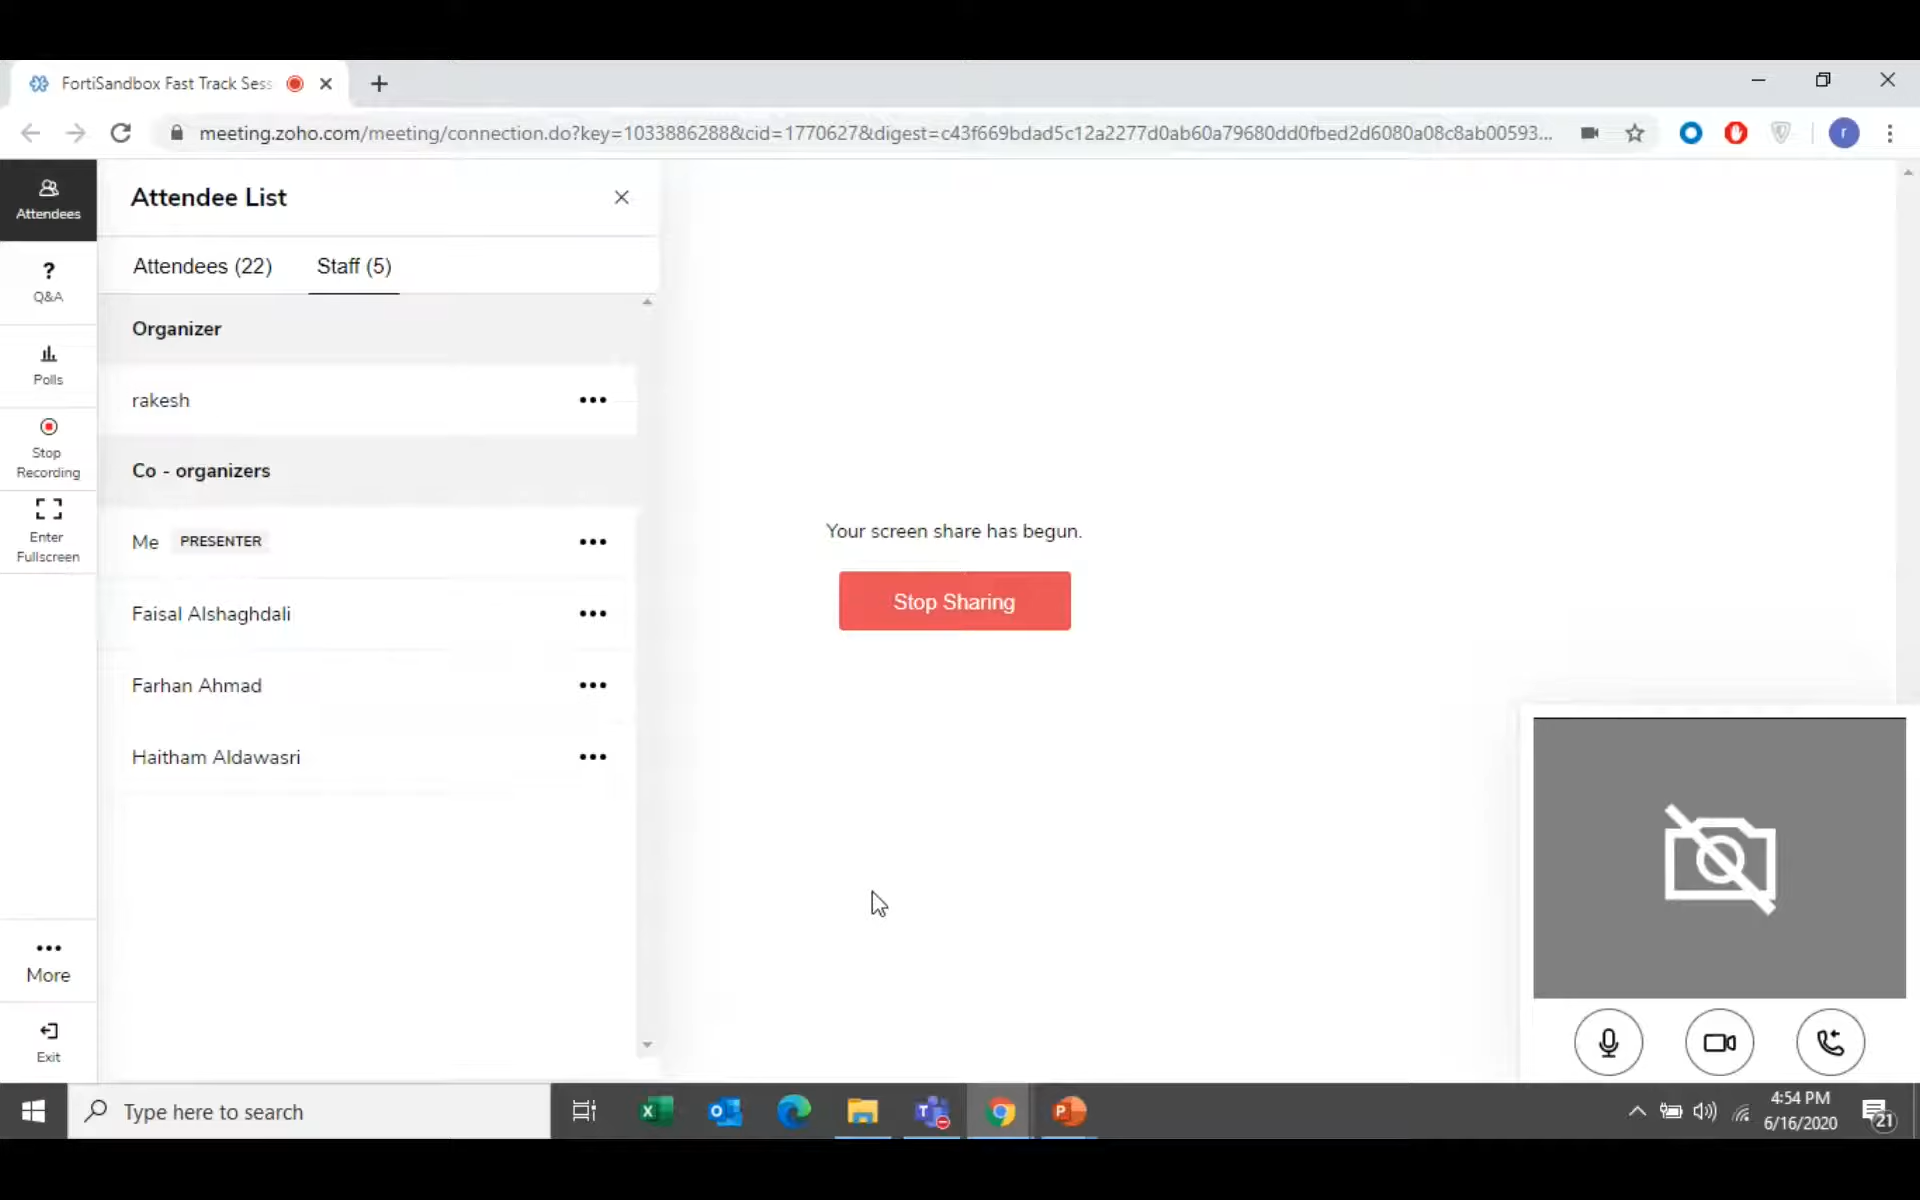 FortiSandbox Fast Track Sess
meeting.zoho.com/meeting/connection.do?key=1033886288&cid=1770627&digest=c43f669bdad5c12a2277d0ab60a79680dd0fbed2d6080a08c8ab00593...
r
Attendees
?
Q&A
Polls
Stop
Recording
Enter
Fullscreen
More
Exit
Attendee List
Attendees (22) Staff (5)
Organizer
rakesh
Co - organizers
Me PRESENTER
Faisal Alshaghdali
Farhan Ahmad
Haitham Aldawasri
Your screen share has begun.
Stop Sharing
Type here to search
4:54 PM
6/16/2020
21